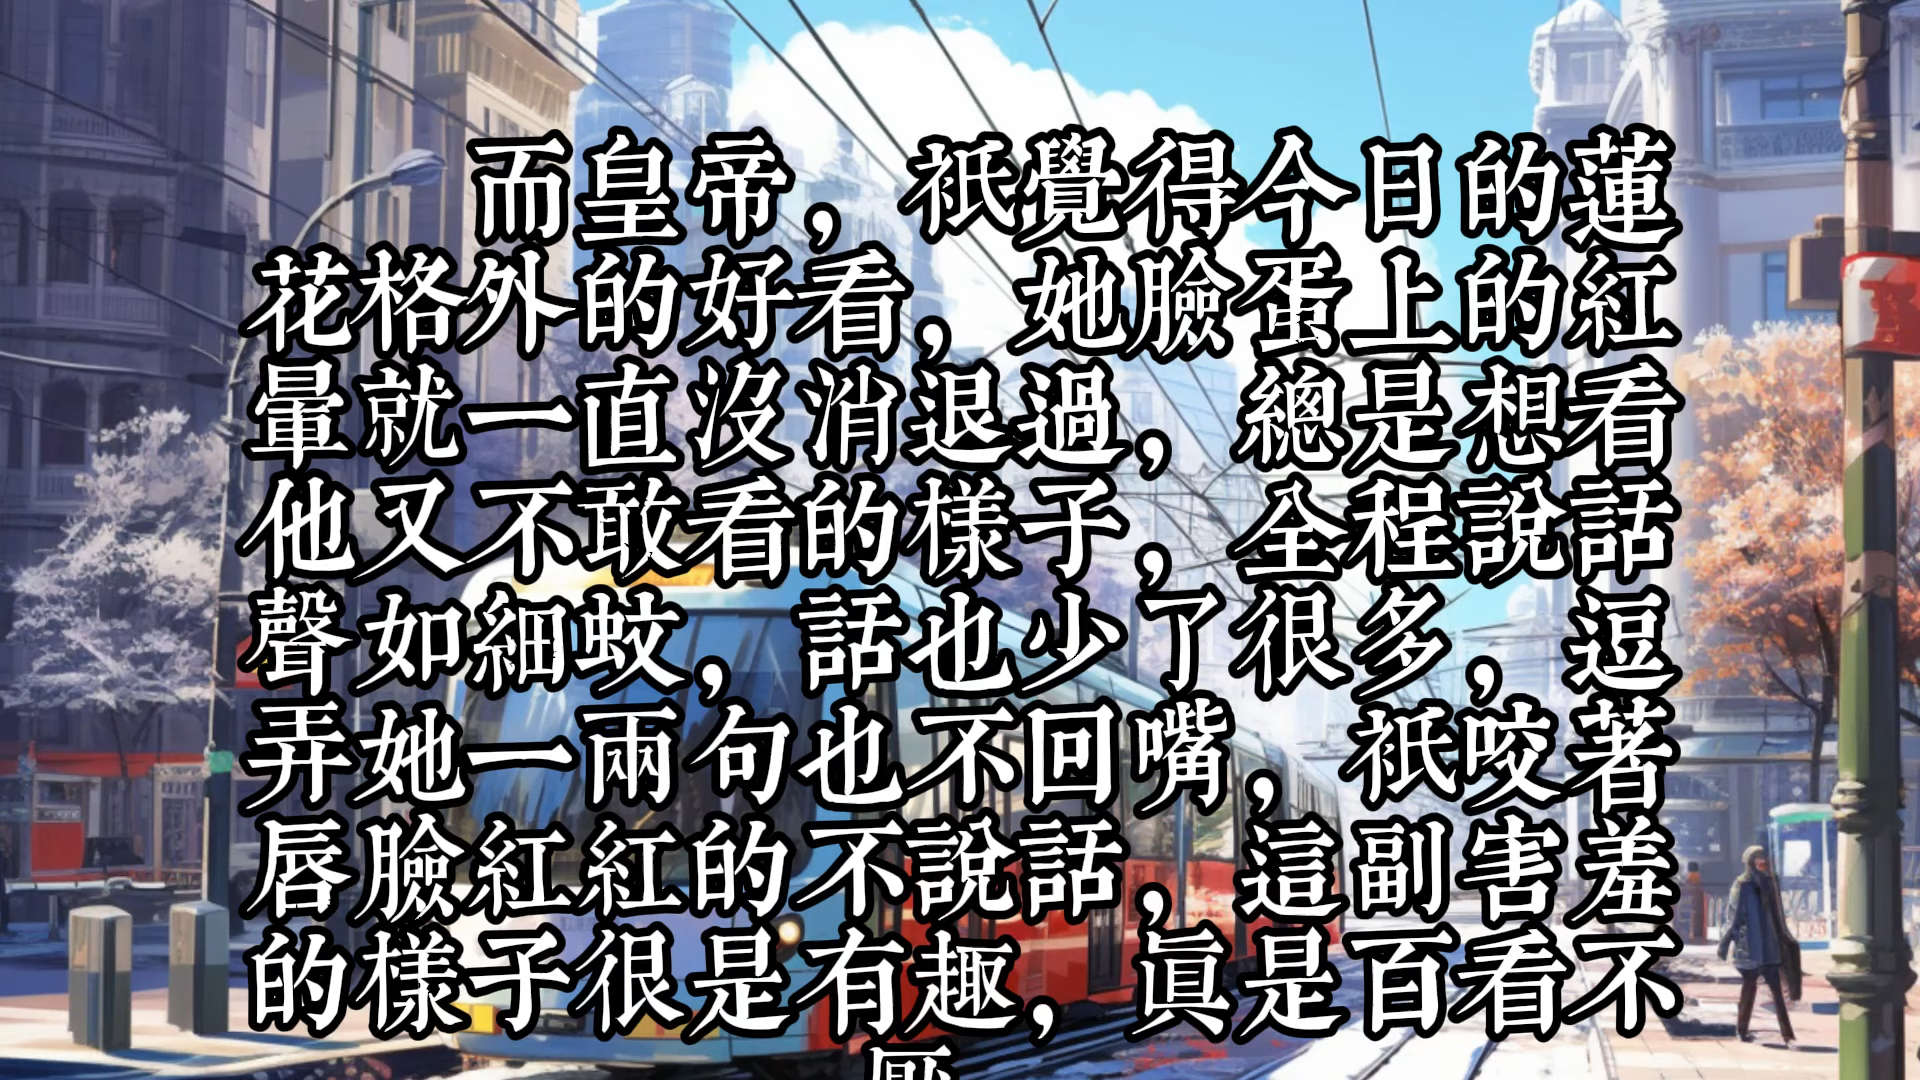 而皇帝，衹覺得今日的蓮
花格外的好看，她臉蛋上的紅
暈就一直沒消退過，總是想看
他又不敢看的樣子，全程說話
聲如細蚊，話也少了很多，逗
弄她一兩句也不回嘴，衹咬著
唇臉紅紅的不說話，這副害羞
的樣子很是有趣，眞是百看不